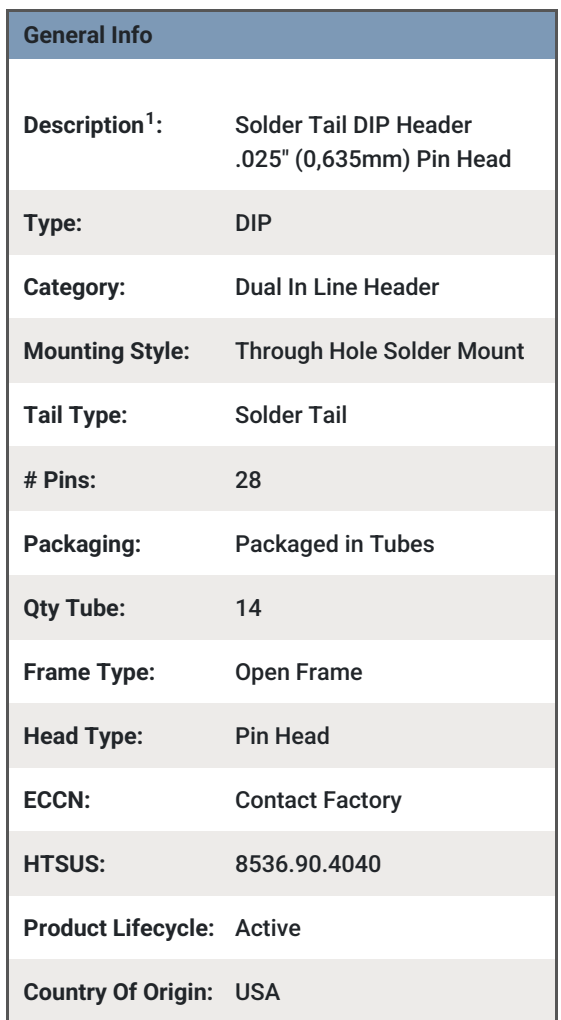 General Info
Description1: Solder Tail DIP Header
.025" (0,635mm) Pin Head
Type: DIP
Category: Dual In Line Header
Mounting Style: Through Hole Solder Mount
Tail Type: Solder Tail
# Pins: 28
Packaging: Packaged in Tubes
Qty Tube: 14
Frame Type: Open Frame
Head Type: Pin Head
ECCN: Contact Factory
HTSUS: 8536.90.4040
Product Lifecycle: Active
Country Of Origin: USA